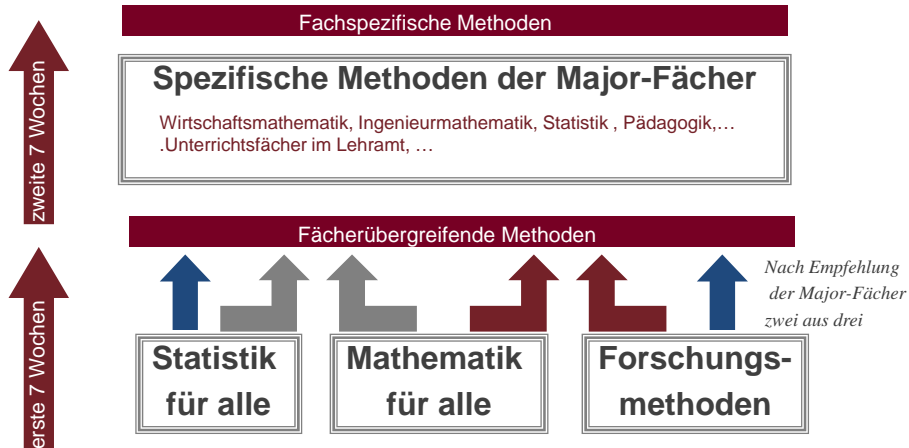 Fachspezifische Methoden
zweite 7 Wochen
Spezifische Methoden der Major-Fächer
Wirtschaftsmathematik, Ingenieurmathematik, Statistik , Pädagogik,…
.Unterrichtsfächer im Lehramt, …
Fächerübergreifende Methoden
erste 7 Wochen
Nach Empfehlung
der Major-Fächer
zwei aus drei
Statistik
für alle
Mathematik
für alle
Forschungs-
methoden